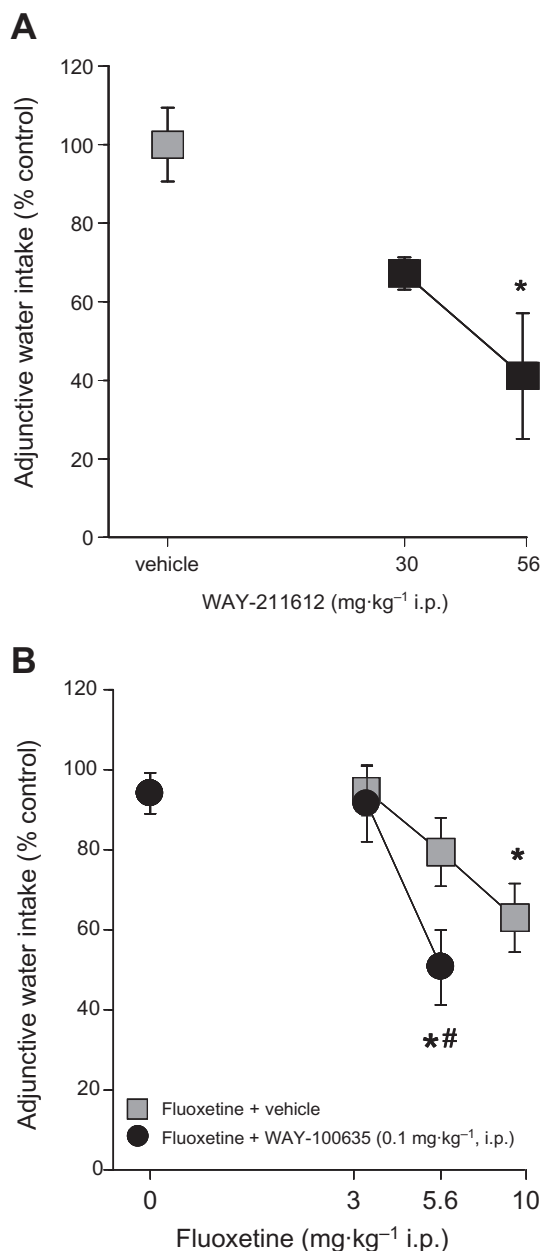 A
Adjunctive water intake (% control)
120
100
80
60
40
20
0
*
vehicle
30
56
WAY-211612 (mg·kg⁻¹ i.p.)
B
Adjunctive water intake (% control)
120
100
80
60
40
20
0
*
*#
Fluoxetine + vehicle
Fluoxetine + WAY-100635 (0.1 mg·kg⁻¹, i.p.)
0
3
5.6
10
Fluoxetine (mg·kg⁻¹ i.p.)